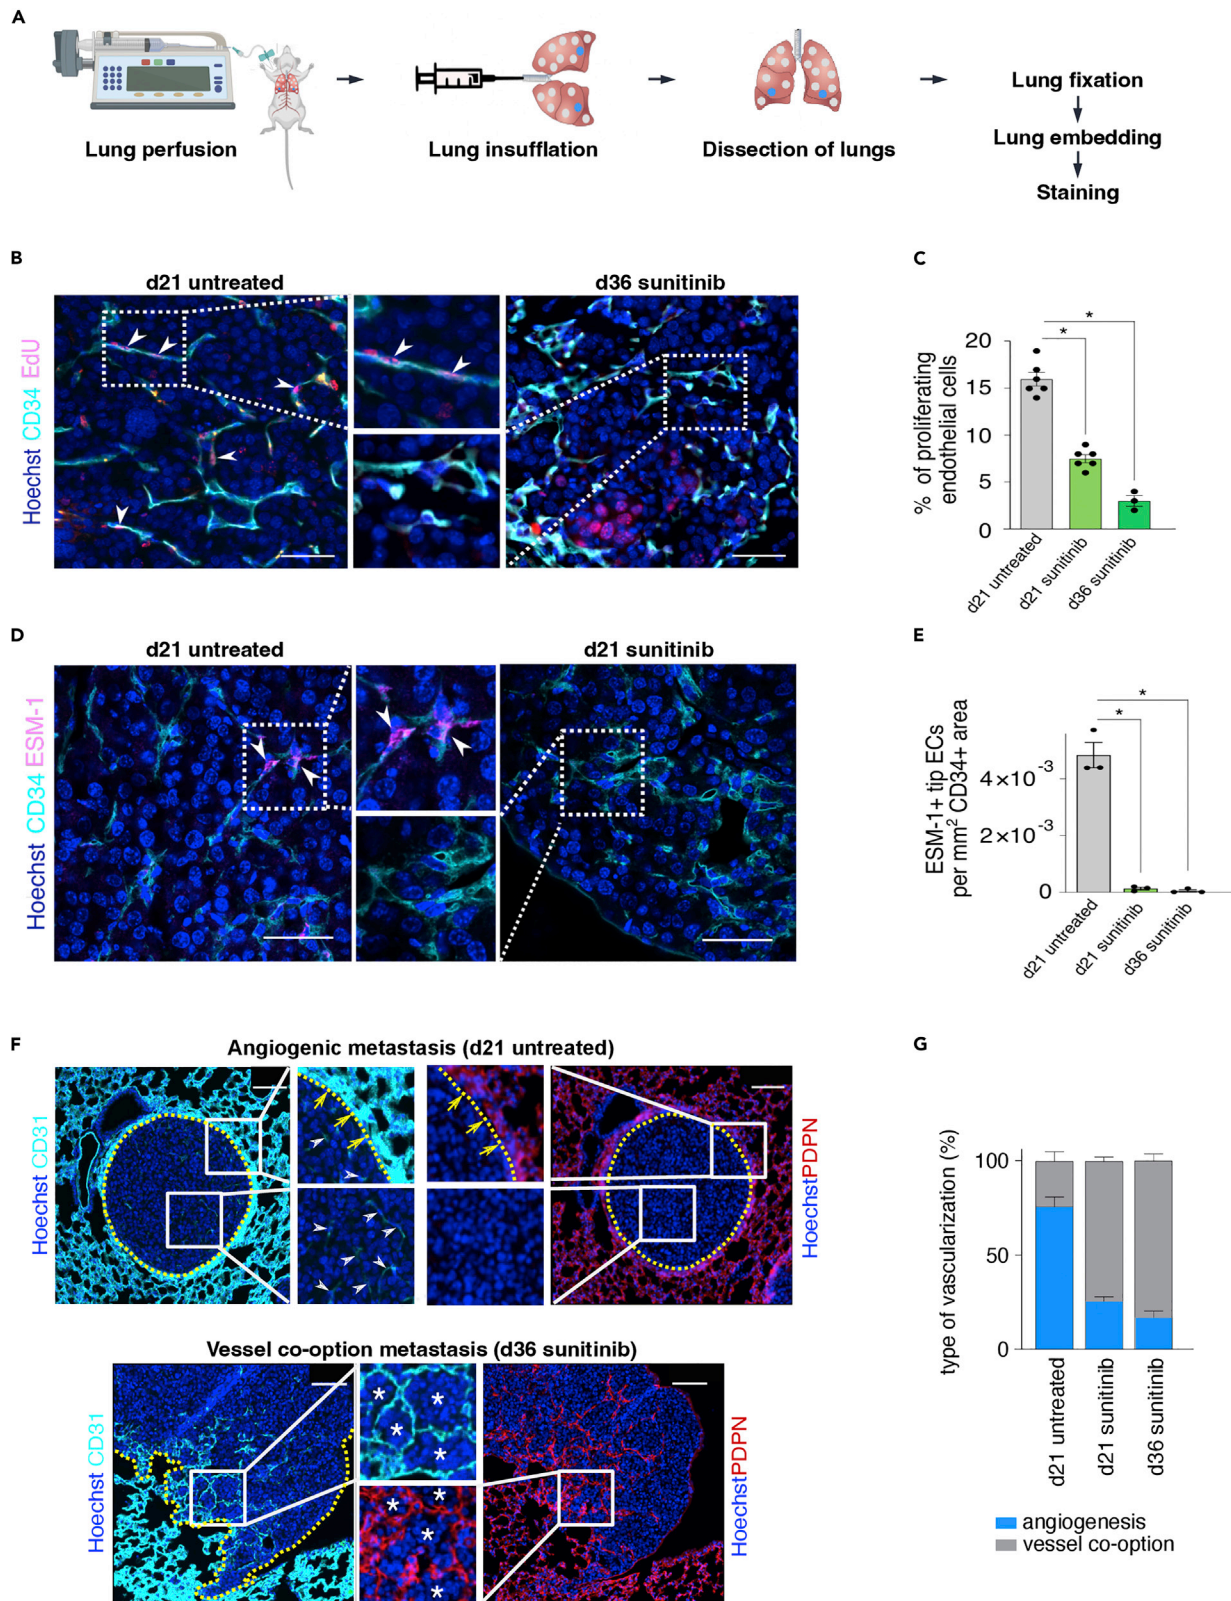 A
Lung perfusion
Lung insufflation
Dissection of lungs
Lung fixation
Lung embedding
Staining
B
d21 untreated
d36 sunitinib
Hoechst CD34 EdU
C
% of proliferating
endothelial cells
20
15
10
5
0
d21 untreated
d21 sunitinib
d36 sunitinib
*
*
D
d21 untreated
d21 sunitinib
Hoechst CD34 ESM-1
E
ESM-1+ tip ECs
per mm² CD34+ area
4×10⁻³
2×10⁻³
0
d21 untreated
d21 sunitinib
d36 sunitinib
*
*
F
Angiogenic metastasis (d21 untreated)
Hoechst CD31
HoechstPDPN
Vessel co-option metastasis (d36 sunitinib)
Hoechst CD31
* * * *
* * * *
HoechstPDPN
G
type of vascularization (%)
100
50
0
d21 untreated
d21 sunitinib
d36 sunitinib
angiogenesis
vessel co-option